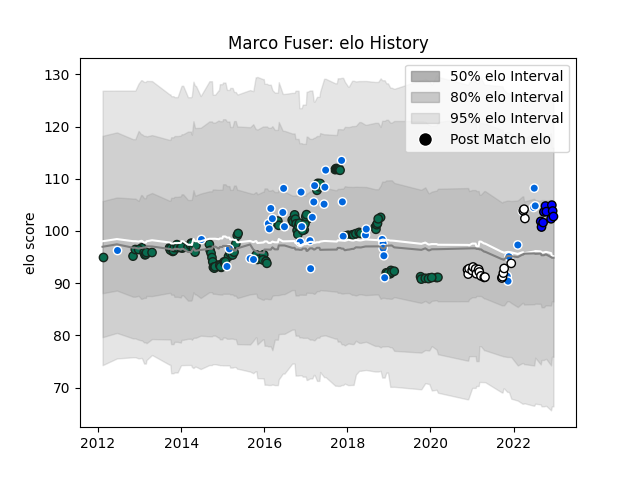 Marco Fuser: elo History
50% elo Interval
80% elo Interval
95% elo Interval
Post Match elo
elo score
130
120
110
100
90
80
70
2012
2014
2016
2018
2020
2022